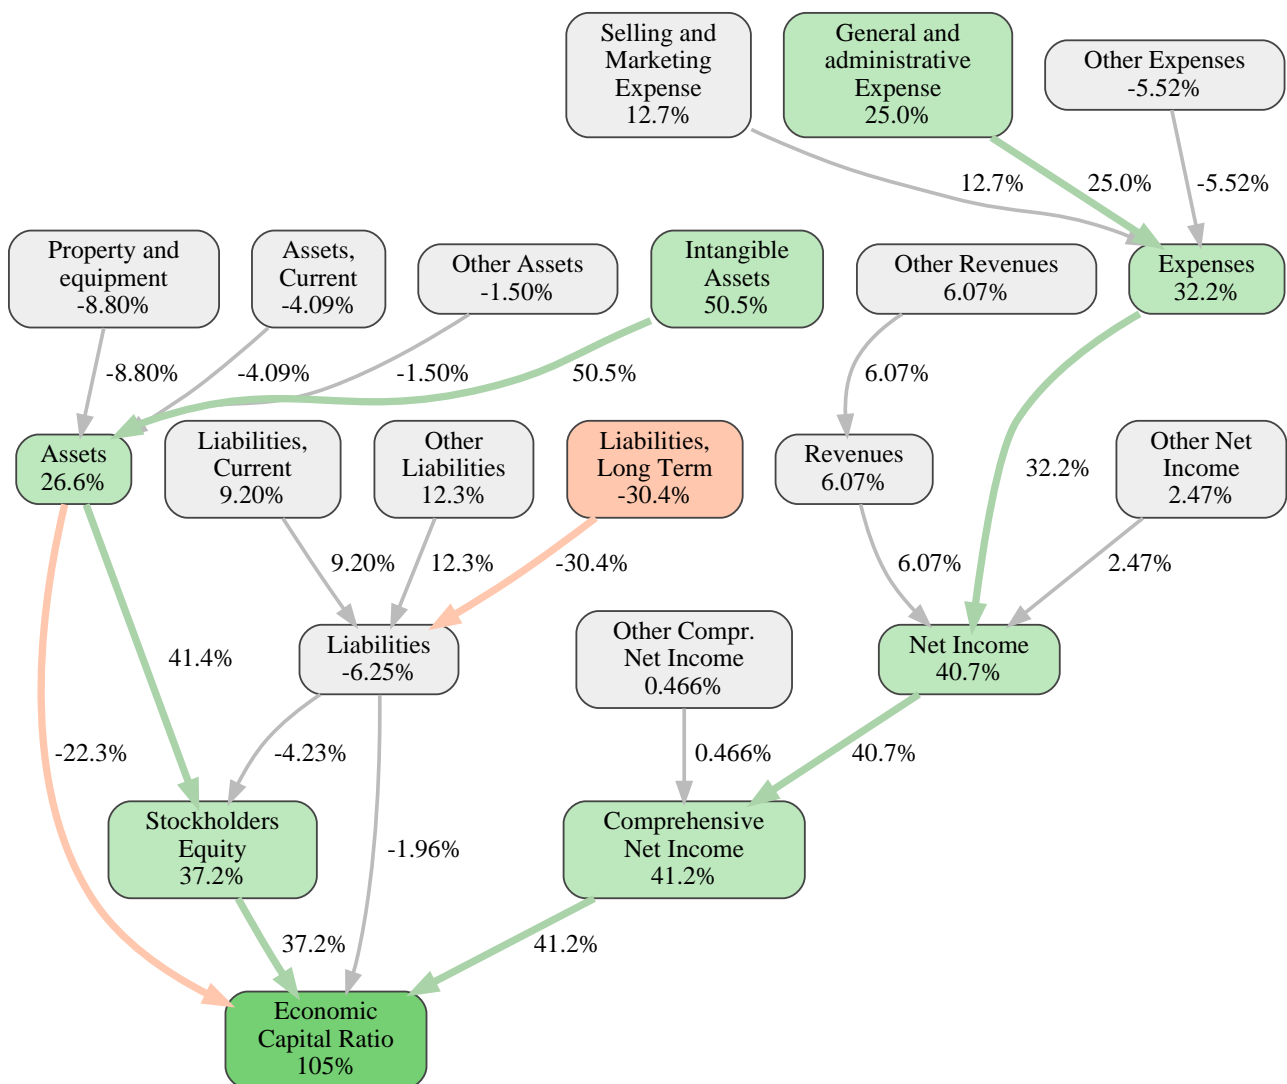 Selling and
Marketing
Expense
12.7%
General and
administrative
Expense
25.0%
Other Expenses
-5.52%
12.7%
25.0%
-5.52%
Property and
equipment
-8.80%
Assets,
Current
-4.09%
Other Assets
-1.50%
Intangible
Assets
50.5%
Other Revenues
6.07%
Expenses
32.2%
-8.80%
-4.09%
-1.50%
50.5%
6.07%
Assets
26.6%
Liabilities,
Current
9.20%
Other
Liabilities
12.3%
Liabilities,
Long Term
-30.4%
Revenues
6.07%
32.2%
Other Net
Income
2.47%
9.20%
12.3%
-30.4%
6.07%
2.47%
41.4%
Liabilities
-6.25%
Other Compr.
Net Income
0.466%
Net Income
40.7%
-22.3%
-4.23%
0.466%
40.7%
Stockholders
Equity
37.2%
-1.96%
Comprehensive
Net Income
41.2%
37.2%
41.2%
Economic
Capital Ratio
105%